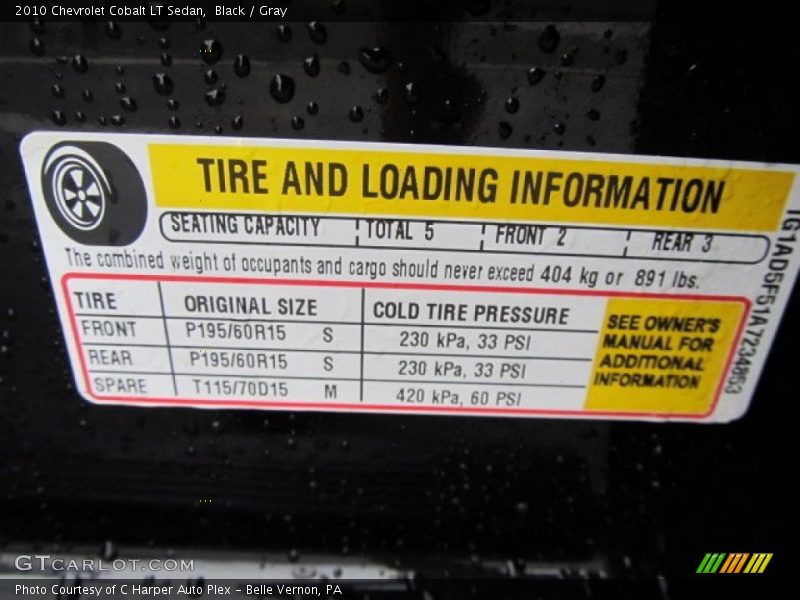 2010 Chevrolet Cobalt LT Sedan, Black / Gray
TIRE AND LOADING INFORMATION
SEATING CAPACITY TOTAL 5 FRONT 2 REAR 3
The combined weight of occupants and cargo should never exceed 404 kg or 891 lbs.
TIRE ORIGINAL SIZE COLD TIRE PRESSURE
FRONT P195/60R15 S 230 kPa, 33 PSI
REAR P195/60R15 S 230 kPa, 33 PSI
SPARE T115/70D15 M 420 kPa, 60 PSI
SEE OWNER'S
MANUAL FOR
ADDITIONAL
INFORMATION
1G1AD5F51A7234853
GTCARLOT.COM
Photo Courtesy of C Harper Auto Plex - Belle Vernon, PA